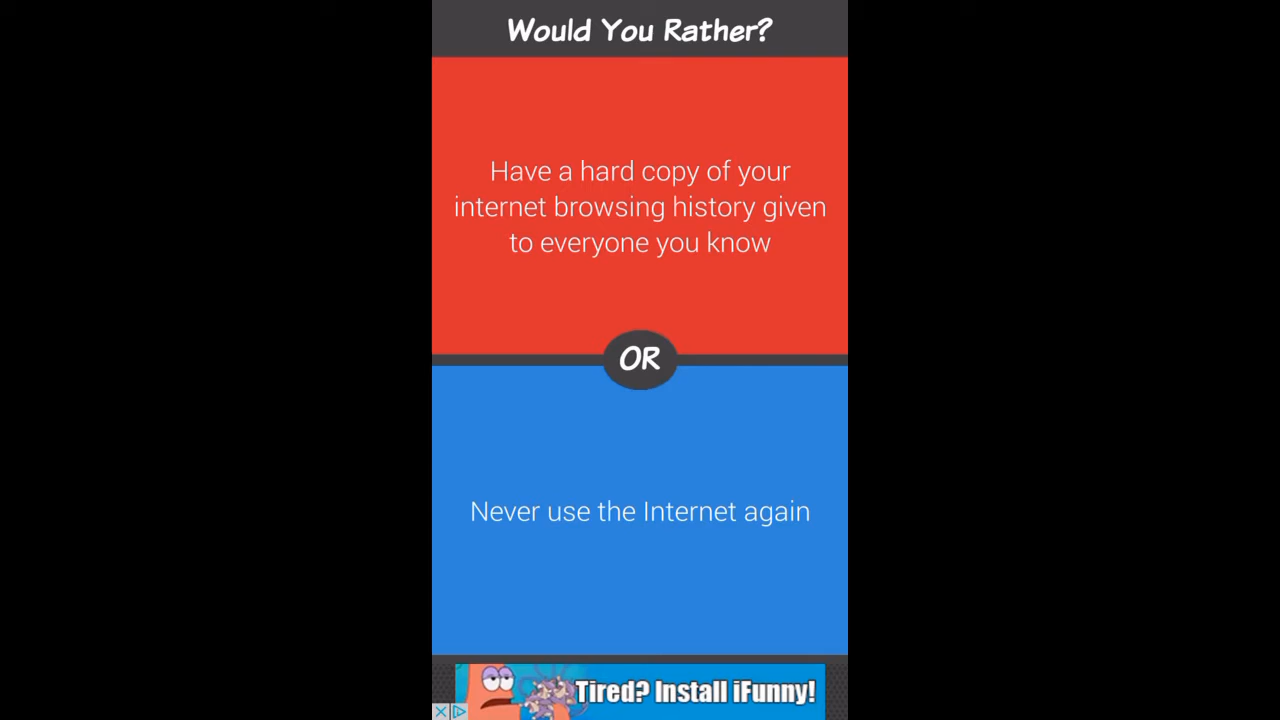 Would You Rather?
Have a hard copy of your
internet browsing history given
to everyone you know
OR
Never use the Internet again
Tired? Install iFunny!